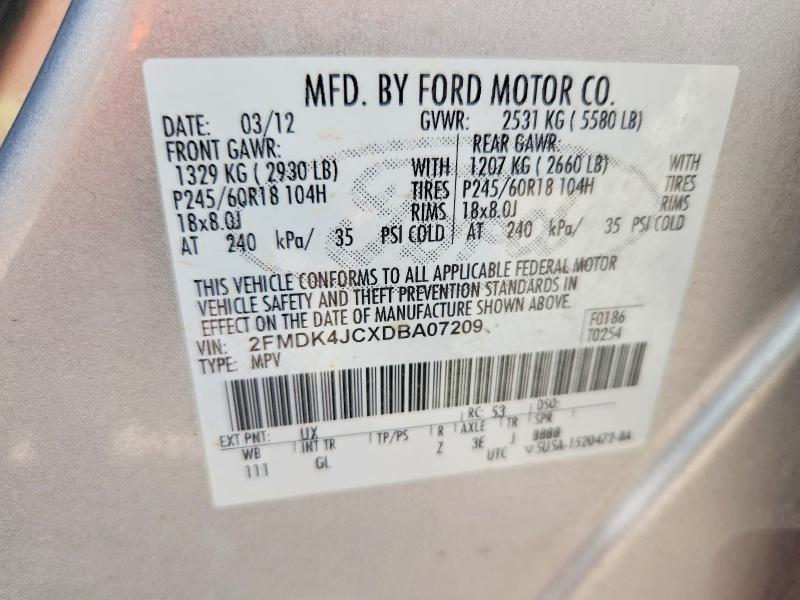 MFD. BY FORD MOTOR CO.
DATE: 03/12 GVWR: 2531 KG ( 5580 LB)
FRONT GAWR: REAR GAWR:
1329 KG ( 2930 LB) WITH 1207 KG ( 2660 LB) WITH
P245/60R18 104H TIRES P245/60R18 104H TIRES
18x8.0J RIMS 18x8.0J RIMS
AT 240 kPa/ 35 PSI COLD AT 240 kPa/ 35 PSI COLD
THIS VEHICLE CONFORMS TO ALL APPLICABLE FEDERAL MOTOR
VEHICLE SAFETY AND THEFT PREVENTION STANDARDS IN
EFFECT ON THE DATE OF MANUFACTURE SHOWN ABOVE.
VIN: 2FMDK4JCXDBA07209 F0186
TYPE: MPV T0254
RC: 53 DSO:
EXT PNT: UX
WB INT TR TP/PS R AXLE TR SPR
111 GL Z 3E J 8888
UTC